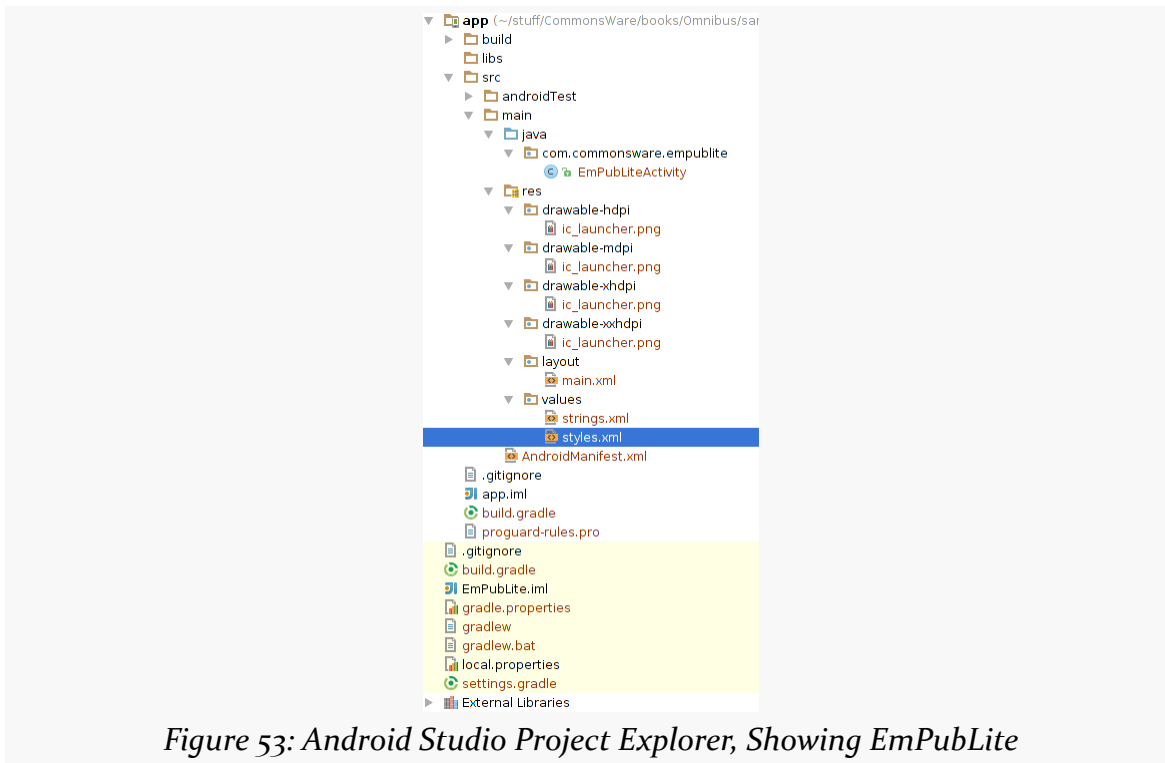 app (~/stuff/CommonsWare/books/Omnibus/sar
build
libs
src
androidTest
main
java
com.commonsware.empublite
EmPubLiteActivity
res
drawable-hdpi
ic_launcher.png
drawable-mdpi
ic_launcher.png
drawable-xhdpi
ic_launcher.png
drawable-xxhdpi
ic_launcher.png
layout
main.xml
values
strings.xml
styles.xml
AndroidManifest.xml
.gitignore
app.iml
build.gradle
proguard-rules.pro
.gitignore
build.gradle
EmPubLite.iml
gradle.properties
gradlew
gradlew.bat
local.properties
settings.gradle
External Libraries
Figure 53: Android Studio Project Explorer, Showing EmPubLite